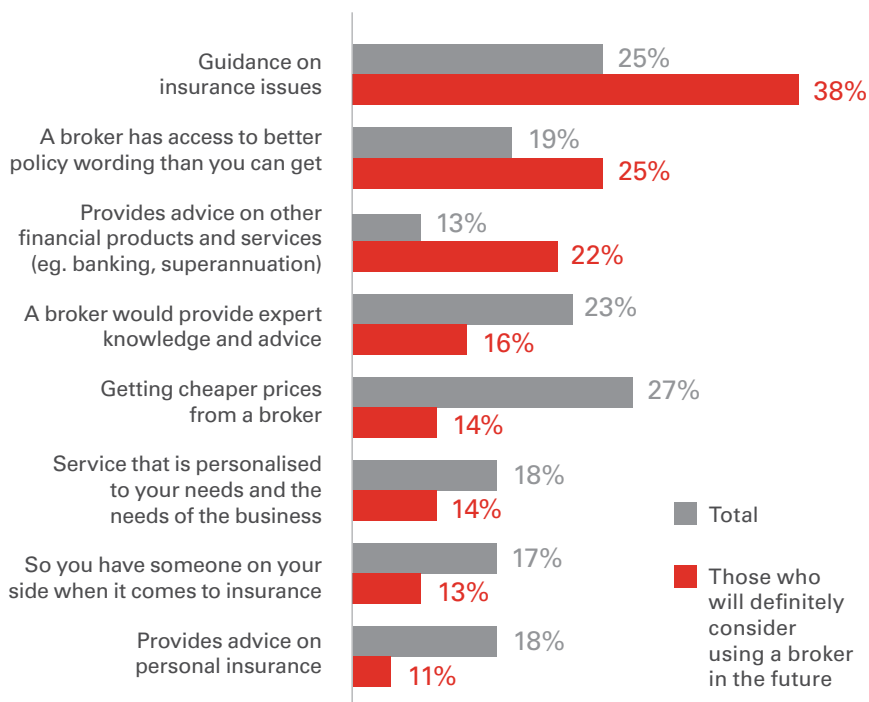 Guidance on
insurance issues
25%
38%
A broker has access to better
policy wording than you can get
19%
25%
Provides advice on other
financial products and services
(eg. banking, superannuation)
13%
22%
A broker would provide expert
knowledge and advice
23%
16%
Getting cheaper prices
from a broker
27%
14%
Service that is personalised
to your needs and the
needs of the business
18%
14%
So you have someone on your
side when it comes to insurance
17%
13%
Provides advice on
personal insurance
18%
11%
Total
Those who
will definitely
consider
using a broker
in the future